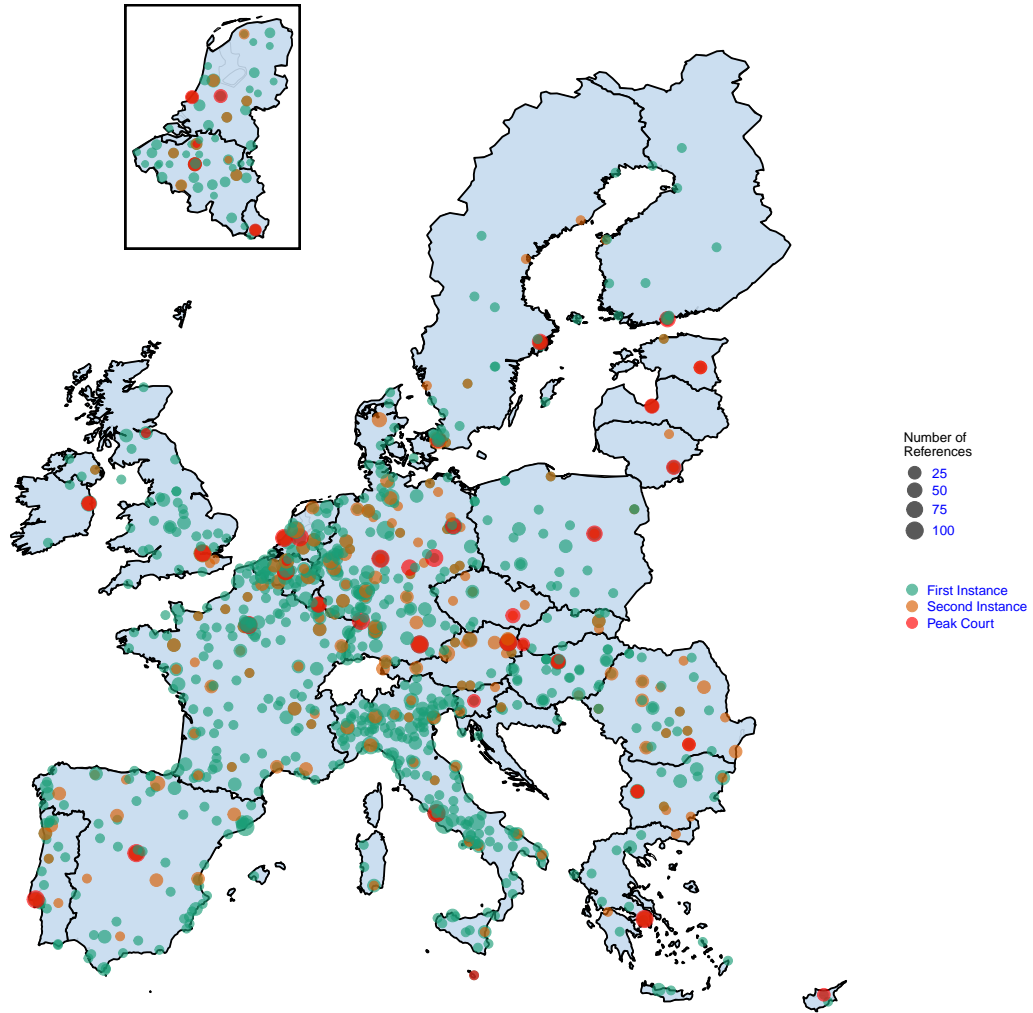 Number of
References
25
50
75
100
First Instance
Second Instance
Peak Court